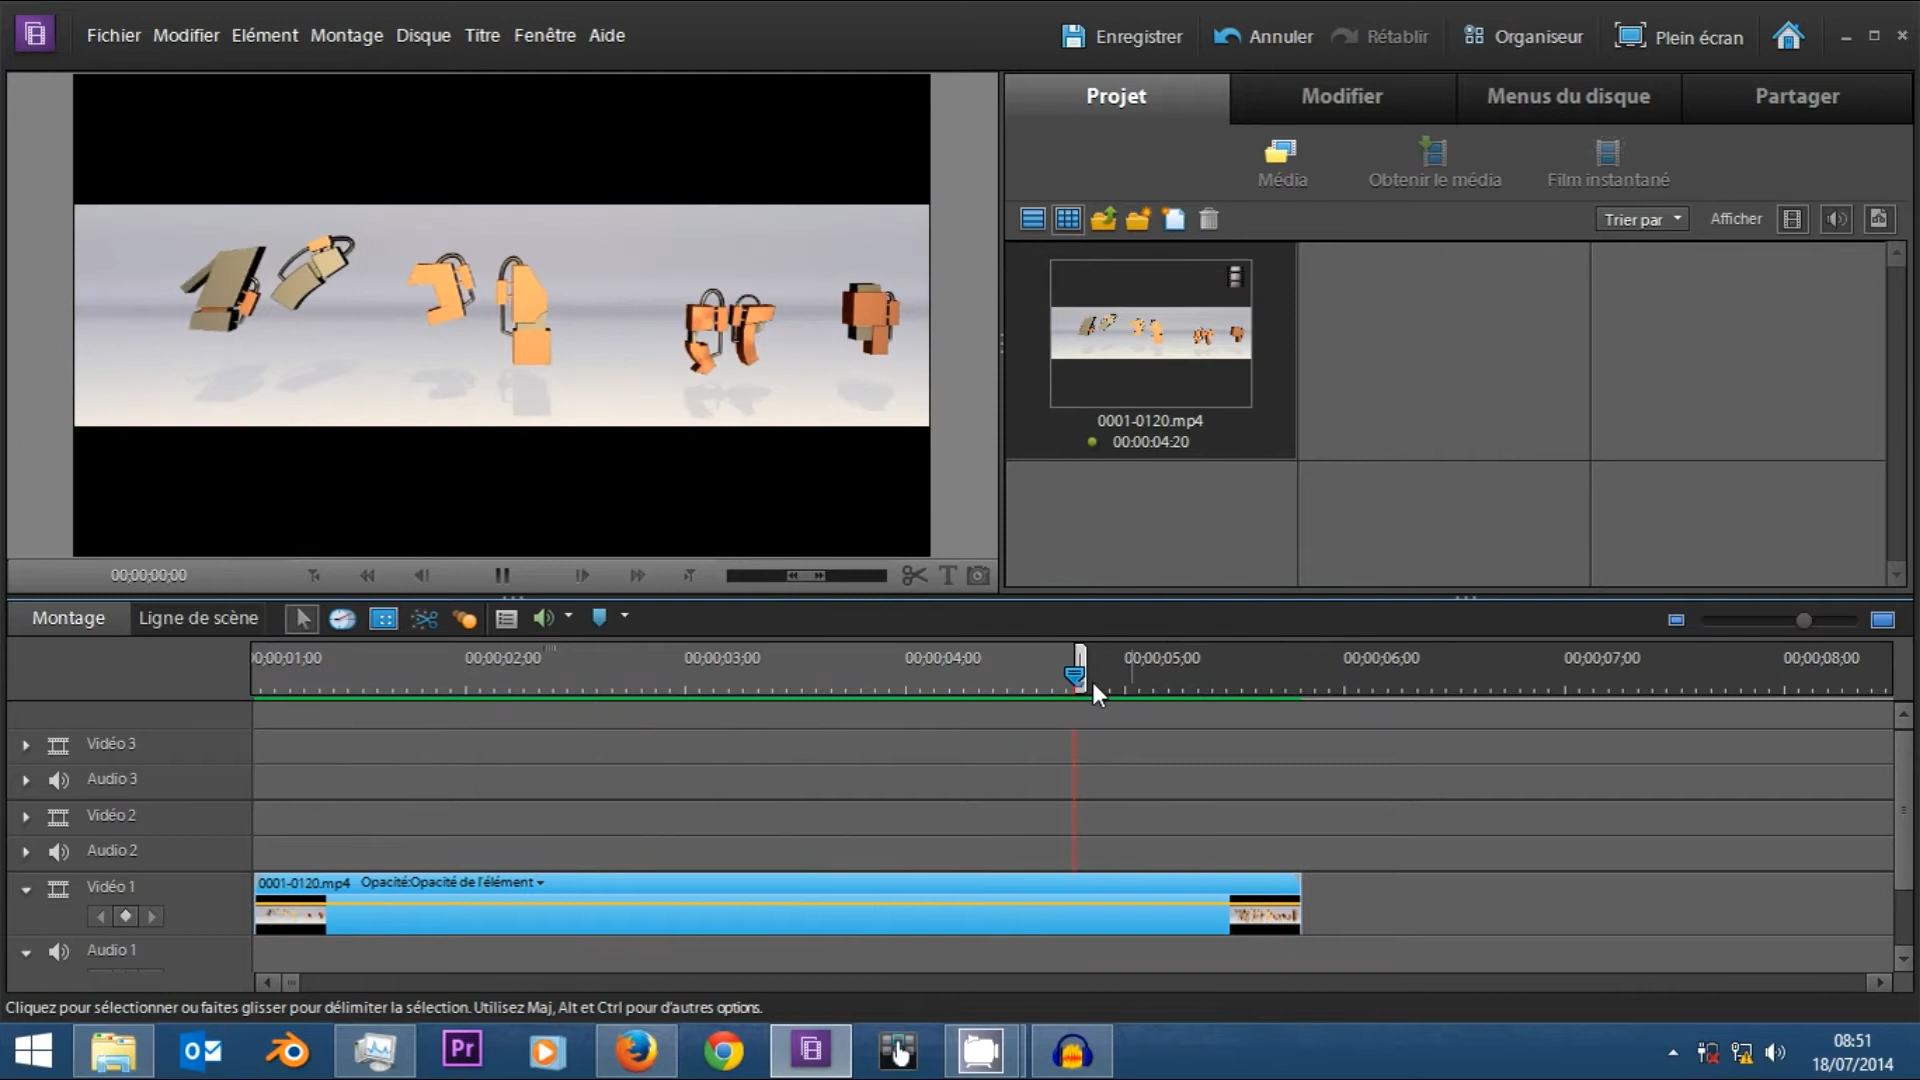 Fichier Modifier Elément Montage Disque Titre Fenêtre Aide
Enregistrer Annuler Rétablir Organiseur Plein écran
Projet Modifier Menus du disque Partager
Média Obtenir le média Film instantané
Trier par Afficher
0001-0120.mp4
00:00:04:20
00;00;00;00
Montage Ligne de scène
00;00;01;00 00;00;02;00 00;00;03;00 00;00;04;00 00;00;05;00 00;00;06;00 00;00;07;00 00;00;08;00
Vidéo 3
Audio 3
Vidéo 2
Audio 2
Vidéo 1
0001-0120.mp4 Opacité:Opacité de l'élément
Audio 1
Cliquez pour sélectionner ou faites glisser pour délimiter la sélection. Utilisez Maj, Alt et Ctrl pour d'autres options.
Pr
08:51
18/07/2014